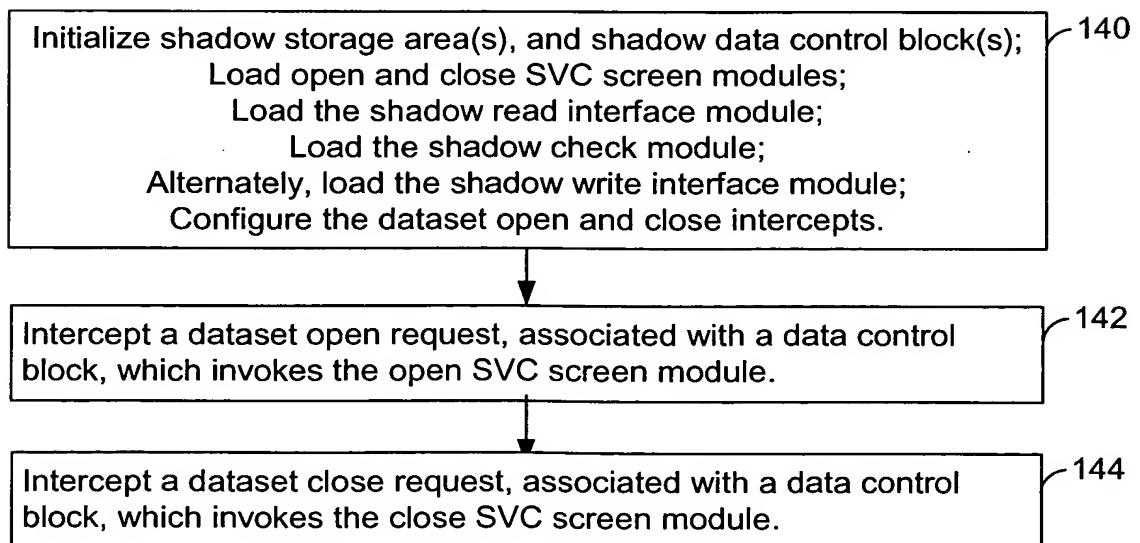 Initialize shadow storage area(s), and shadow data control block(s);
Load open and close SVC screen modules;
Load the shadow read interface module;
Load the shadow check module;
Alternately, load the shadow write interface module;
Configure the dataset open and close intercepts.
140
Intercept a dataset open request, associated with a data control
block, which invokes the open SVC screen module.
142
Intercept a dataset close request, associated with a data control
block, which invokes the close SVC screen module.
144